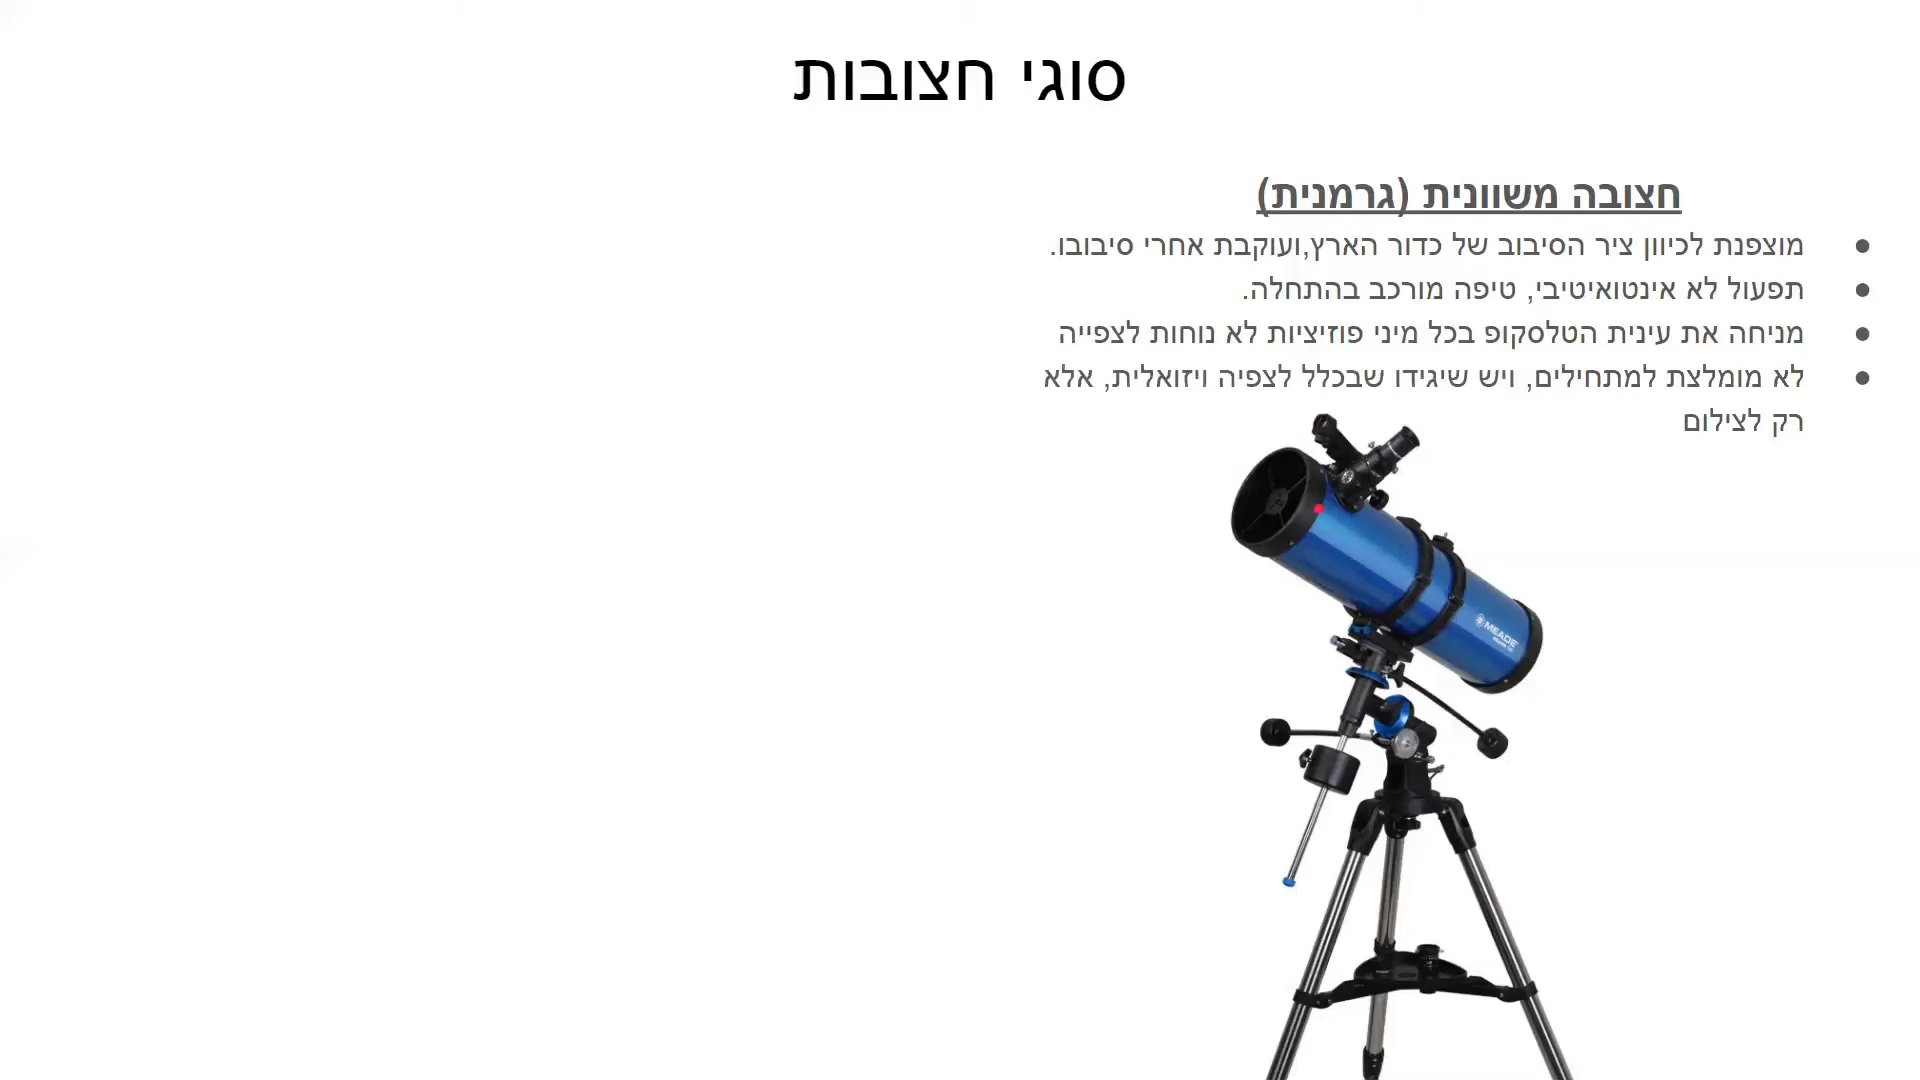 סוגי חצובות
חצובה משוונית (גרמנית)
● מוצפנת לכיוון ציר הסיבוב של כדור הארץ,ועוקבת אחרי סיבובו.
● תפעול לא אינטואיטיבי, טיפה מורכב בהתחלה.
● מניחה את עינית הטלסקופ בכל מיני פוזיציות לא נוחות לצפייה
● לא מומלצת למתחילים, ויש שיגידו שבכלל לצפיה ויזואלית, אלא
רק לצילום
MEADE